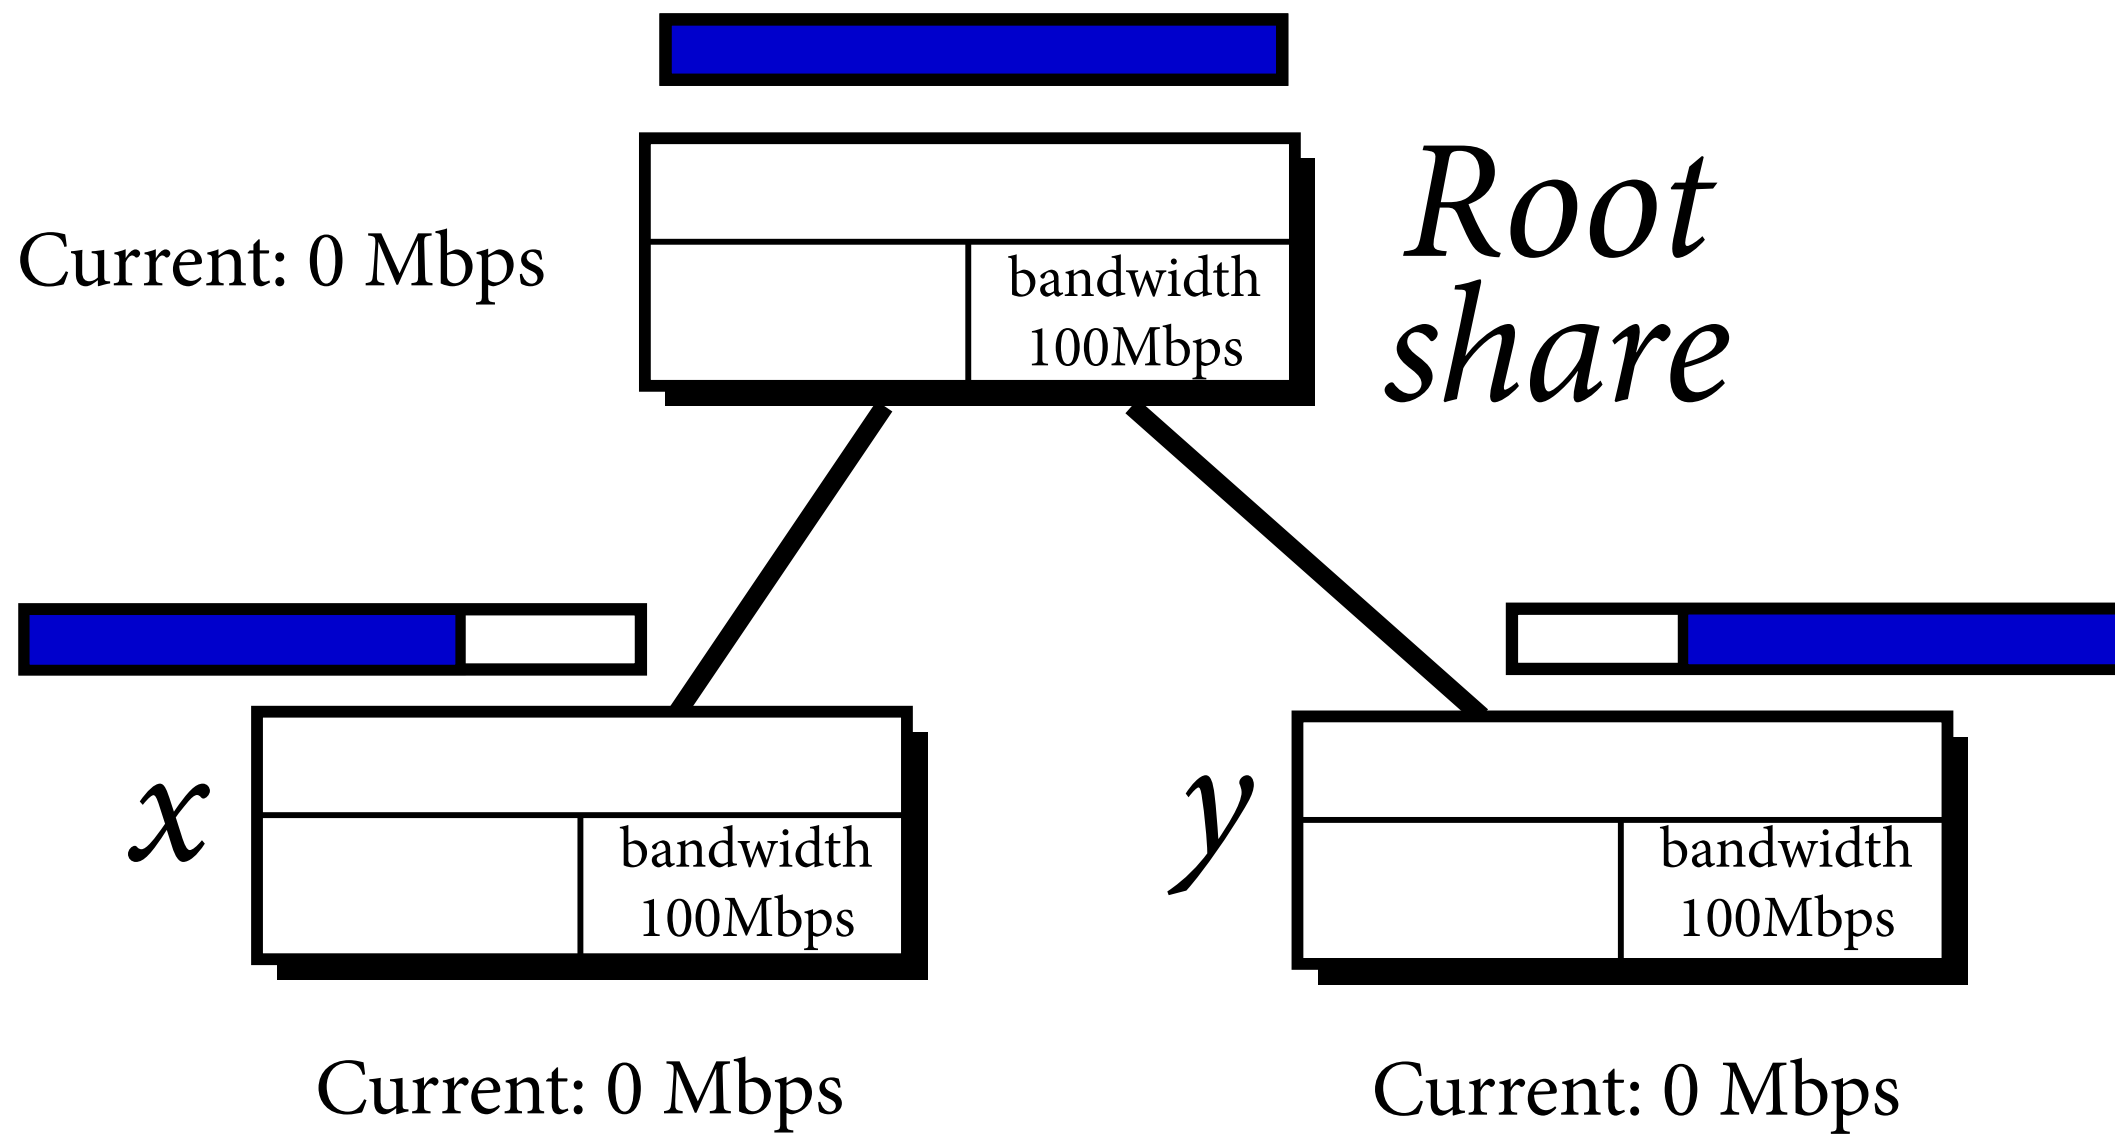 Root
share
Current: 0 Mbps
bandwidth
100Mbps
x
bandwidth
100Mbps
y
bandwidth
100Mbps
Current: 0 Mbps
Current: 0 Mbps